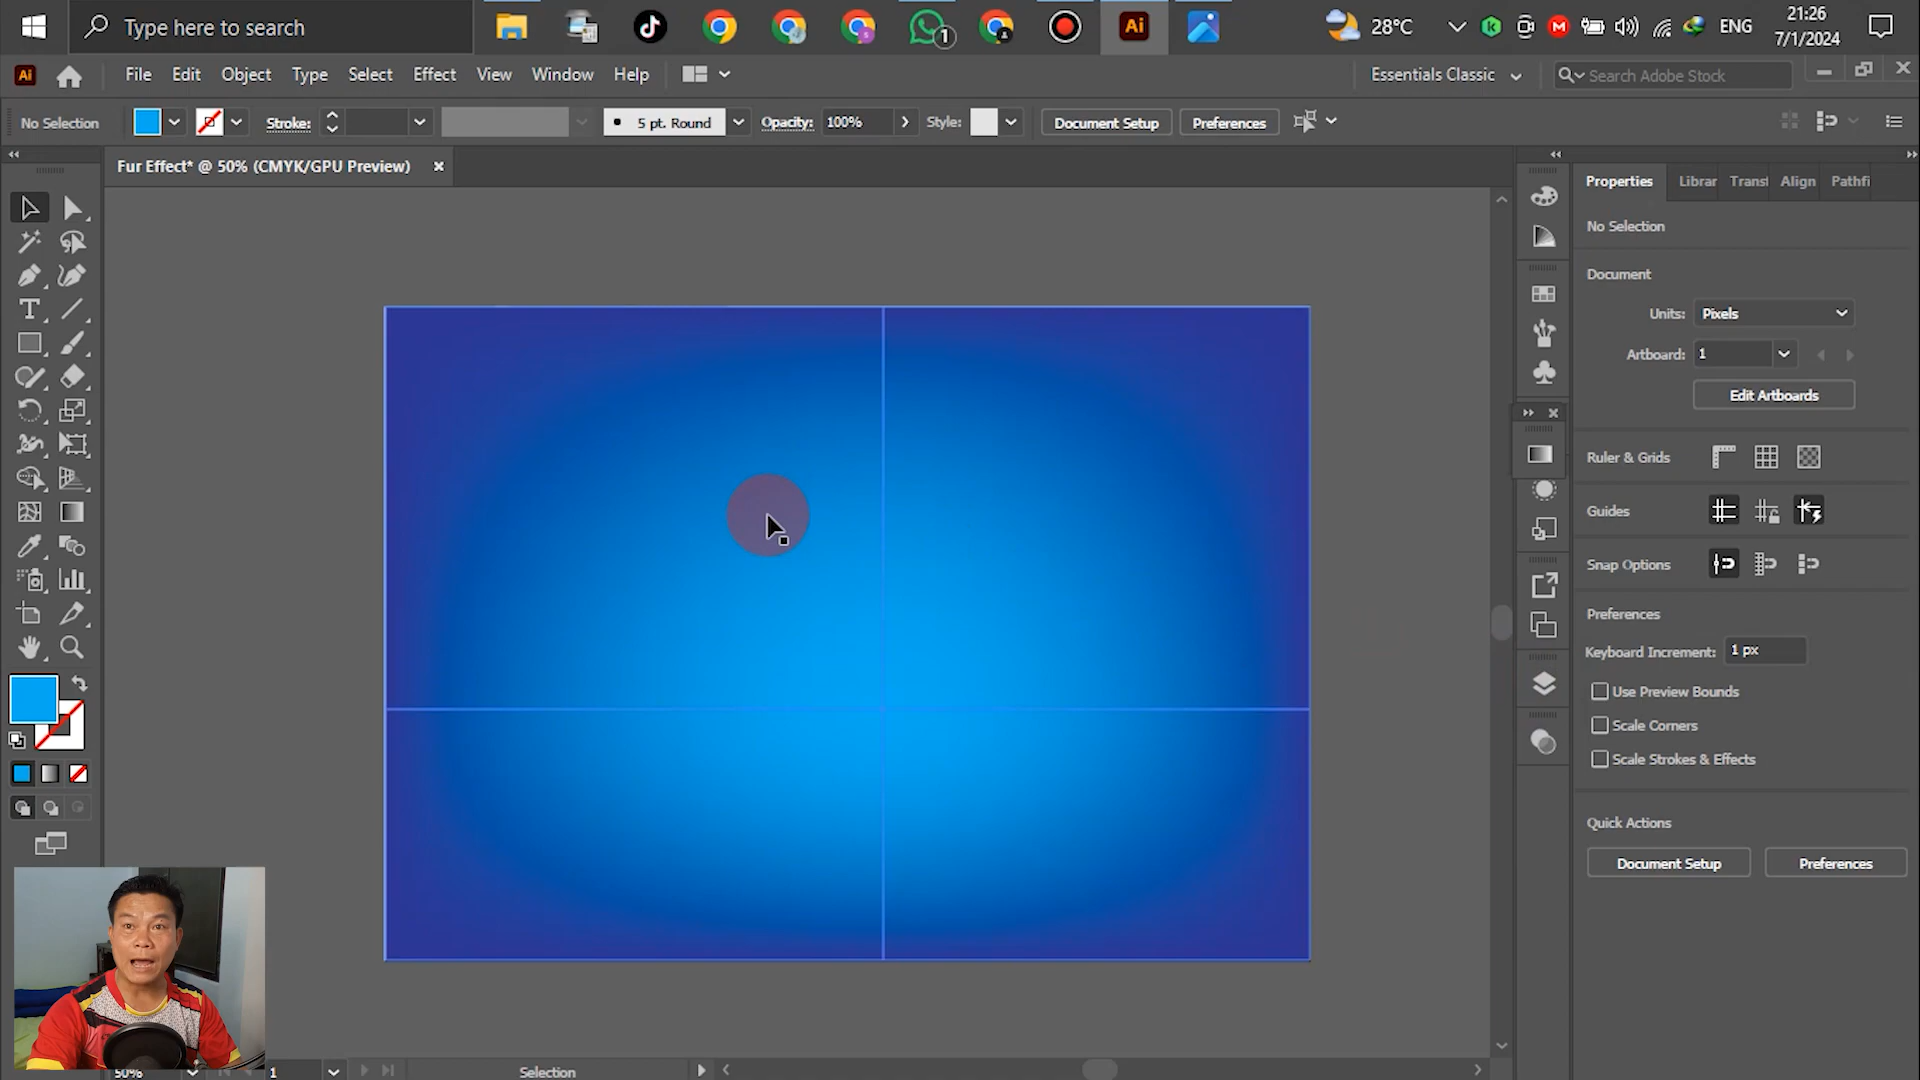 Type here to search
1
28°C
ENG
21:26
7/1/2024
Ai
File Edit Object Type Select Effect View Window Help
Essentials Classic
Search Adobe Stock
No Selection
Stroke:
5 pt. Round
Opacity: 100%
Style:
Document Setup
Preferences
Fur Effect* @ 50% (CMYK/GPU Preview)
Properties Librar Transf Align Pathfi
No Selection
Document
Units: Pixels
Artboard: 1
Edit Artboards
Ruler & Grids
Guides
Snap Options
Preferences
Keyboard Increment: 1 px
Use Preview Bounds
Scale Corners
Scale Strokes & Effects
Quick Actions
Document Setup Preferences
50% 1 Selection